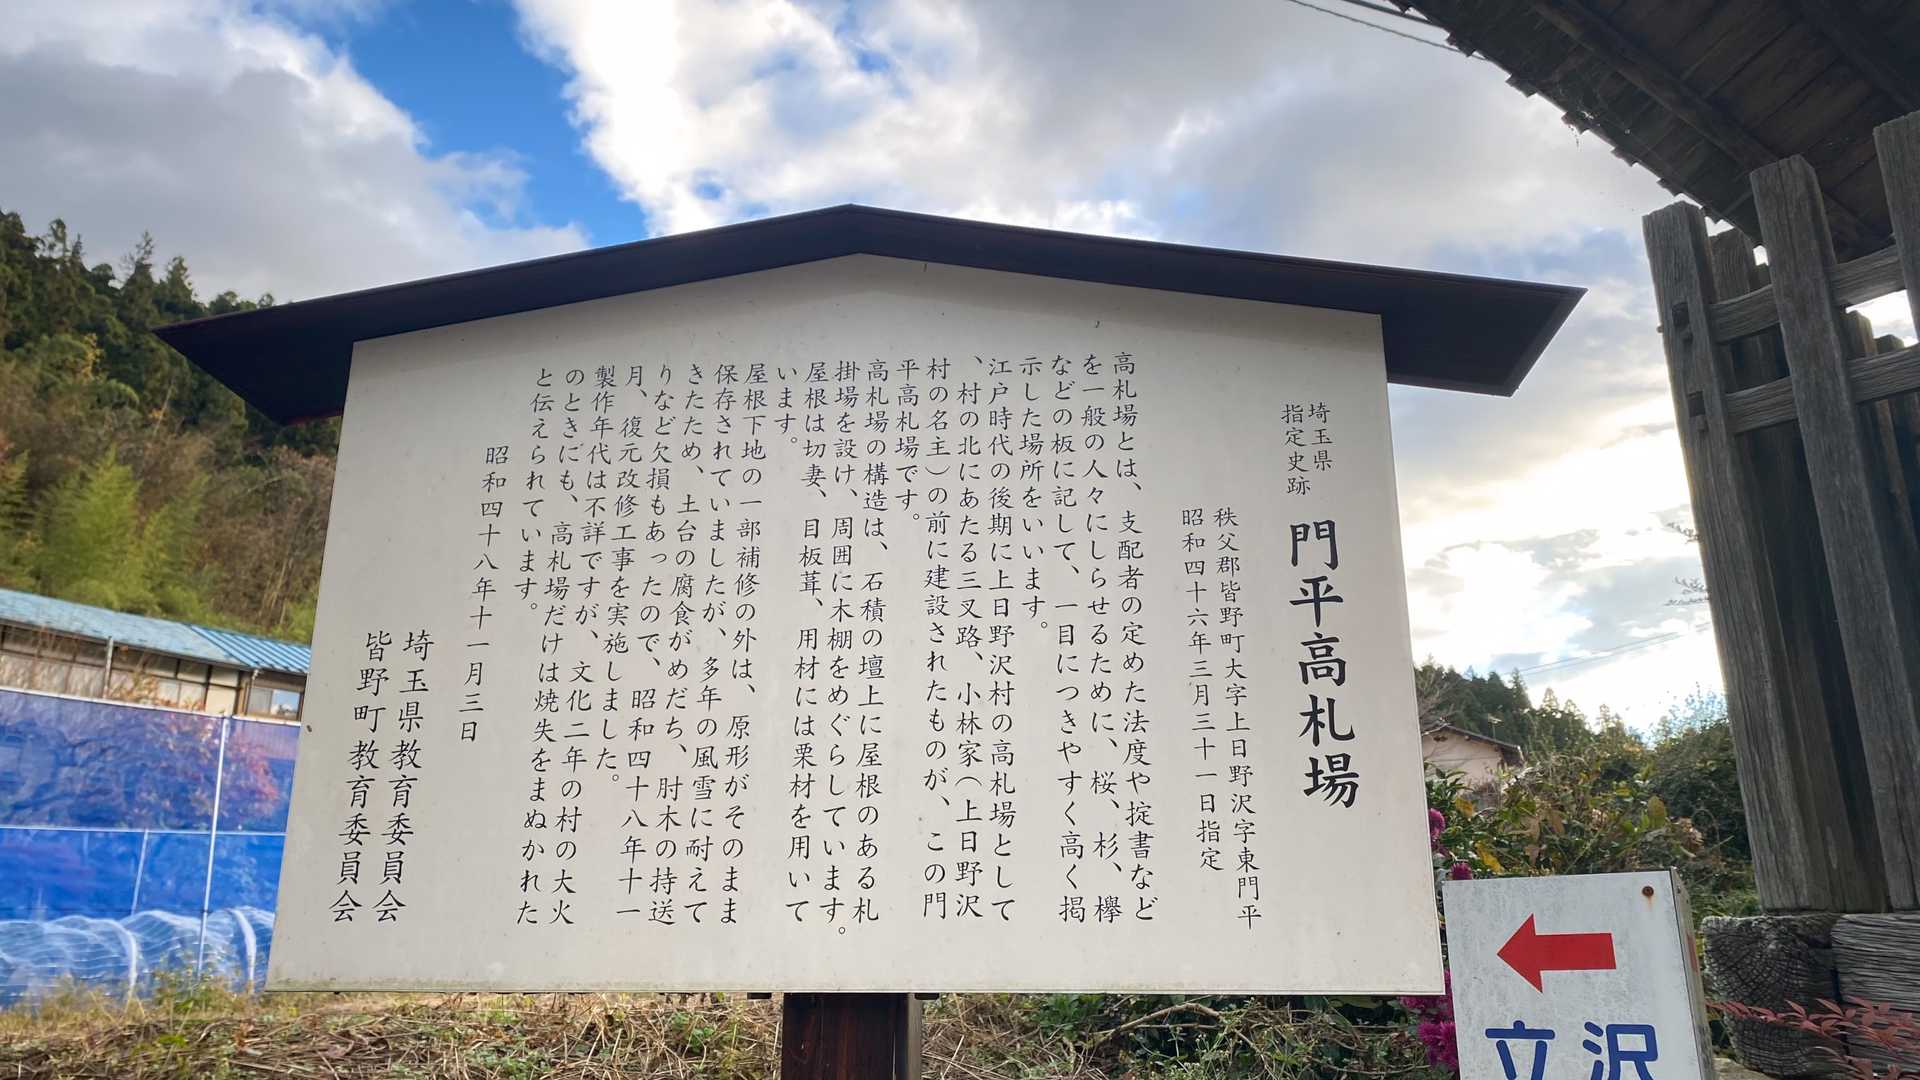 埼玉県
指定史跡
門平高札場
秩父郡皆野町大字上日野沢字東門平
昭和四十六年三月三十一日指定
高札場とは、支配者の定めた法度や掟書など
を一般の人々にしらせるために、桜、杉、欅
などの板に記して、一目につきやすく高く掲
示した場所をいいます。
江戸時代の後期に上日野沢村の高札場として
、村の北にあたる三叉路、小林家（上日野沢
村の名主）の前に建設されたものが、この門
平高札場です。
高札場の構造は、石積の壇上に屋根のある札
掛場を設け、周囲に木棚をめぐらしています。
屋根は切妻、目板葺、用材には栗材を用いて
います。
屋根下地の一部補修の外は、原形がそのまま
保存されていましたが、多年の風雪に耐えて
きたため、土台の腐食がめだち、肘木の持送
りなど欠損もあったので、昭和四十八年十一
月、復元改修工事を実施しました。
製作年代は不詳ですが、文化二年の村の大火
のときにも、高札場だけは焼失をまぬかれた
と伝えられています。
昭和四十八年十一月三日
埼玉県教育委員会
皆野町教育委員会
立沢